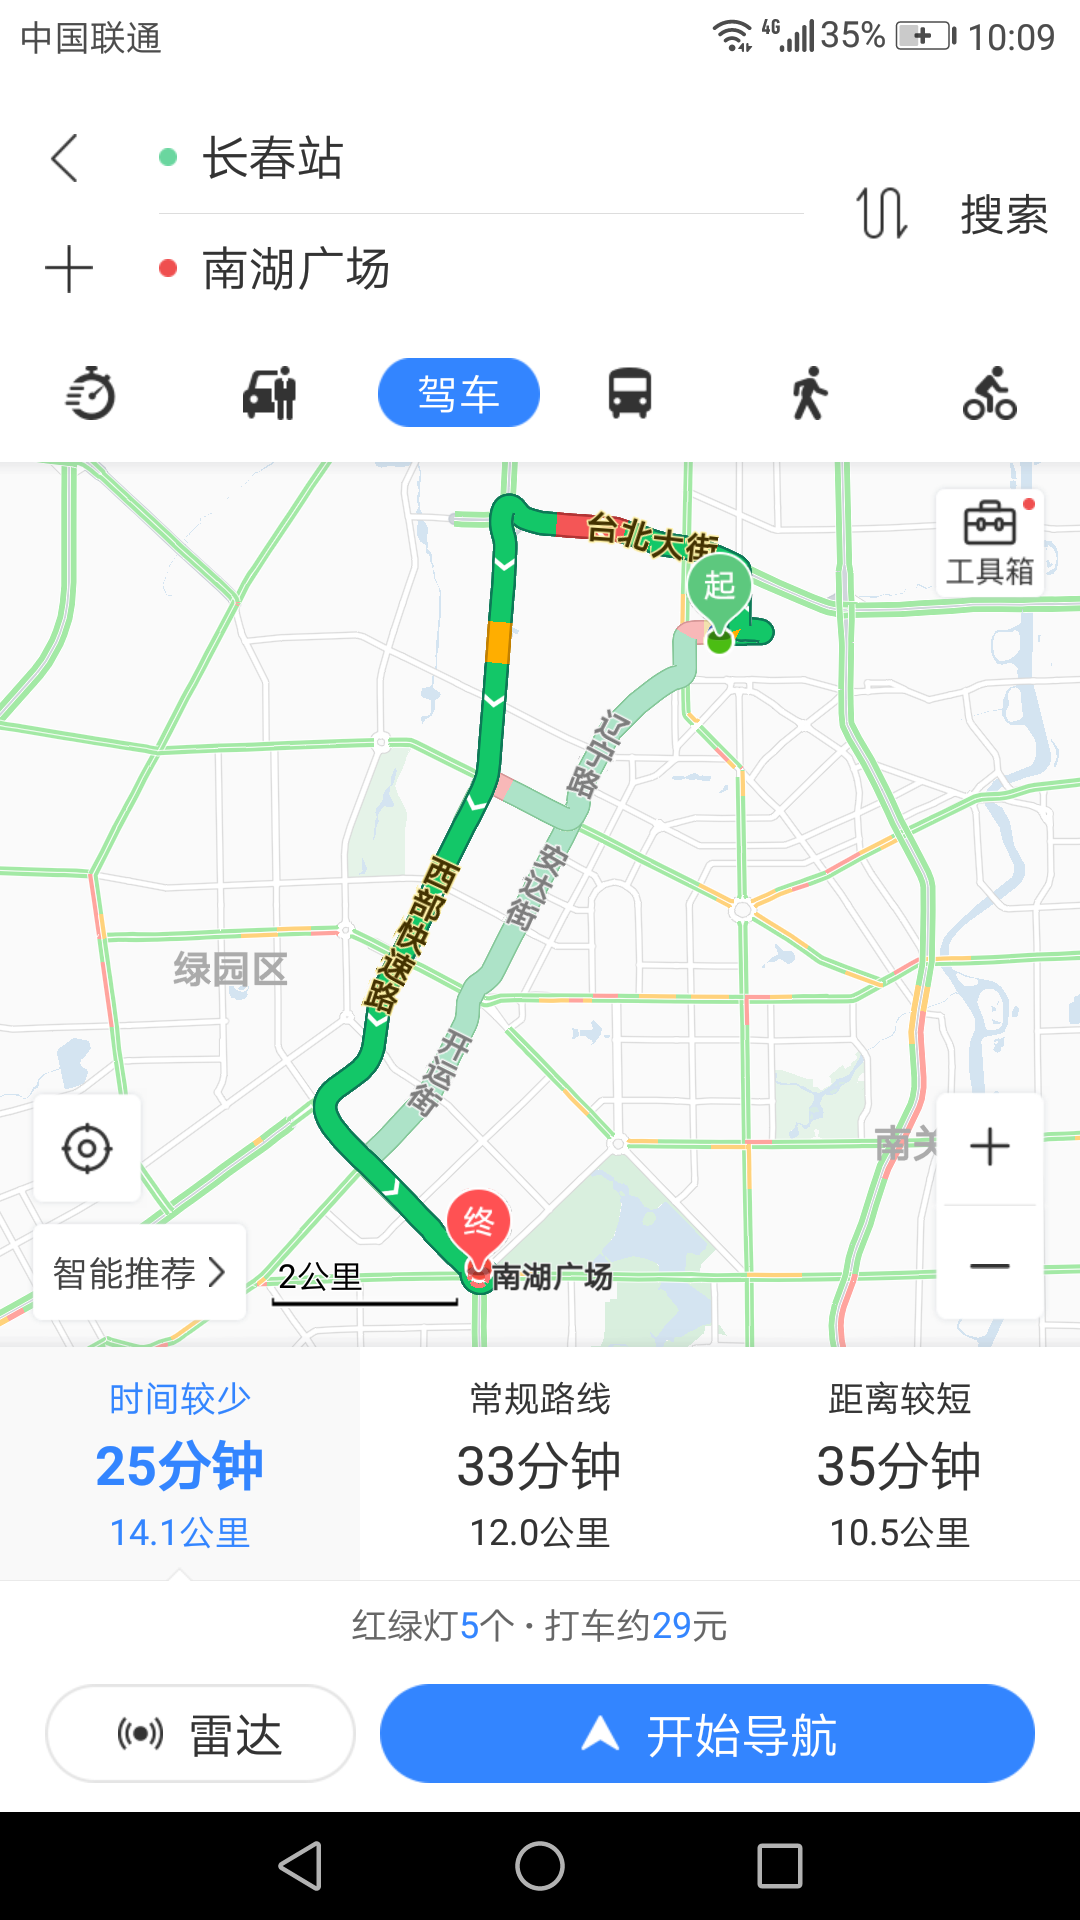 中国联通
4G 35% 10:09
长春站
搜索
南湖广场
驾车
台北大街
工具箱
起
辽宁路
安达街
西部快速路
绿园区
开运街
南关
终
智能推荐
2公里
南湖广场
时间较少 常规路线 距离较短
25分钟 33分钟 35分钟
14.1公里 12.0公里 10.5公里
红绿灯5个·打车约29元
雷达
开始导航